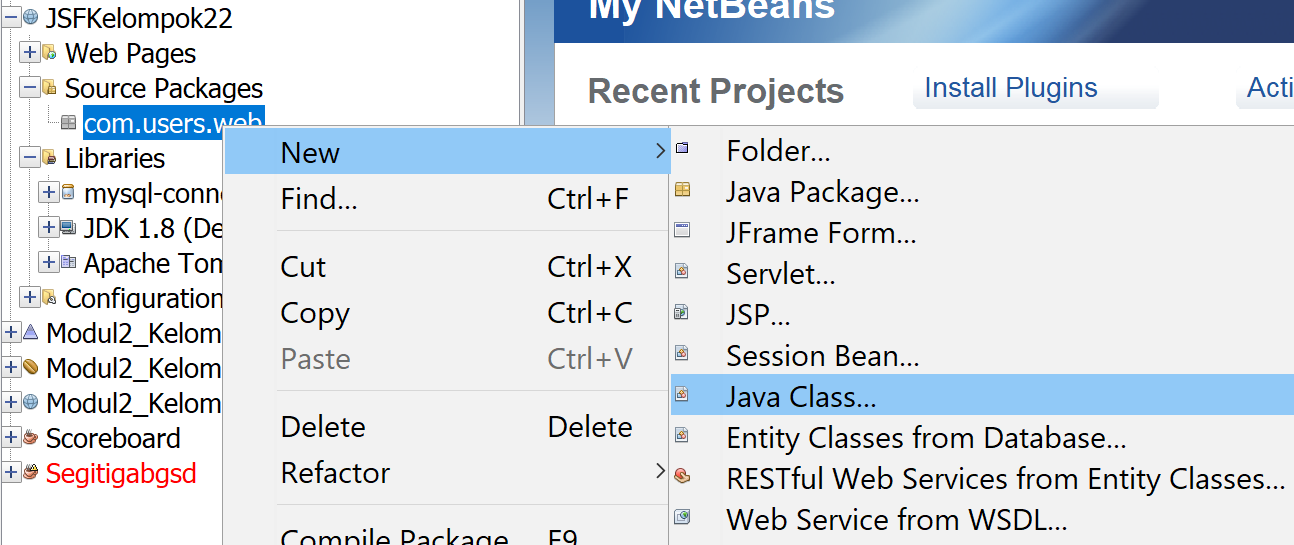 JSFKelompok22
Web Pages
Source Packages
com.users.web
Libraries
mysql-conn
JDK 1.8 (De
Apache Tom
Configuration
Modul2_Kelom
Modul2_Kelom
Modul2_Kelom
Scoreboard
Segitigabgsd
My NetBeans
Recent Projects
Install Plugins
Acti
New
Find... Ctrl+F
Cut Ctrl+X
Copy Ctrl+C
Paste Ctrl+V
Delete Delete
Refactor
Compile Package F9
Folder...
Java Package...
JFrame Form...
Servlet...
JSP...
Session Bean...
Java Class...
Entity Classes from Database...
RESTful Web Services from Entity Classes...
Web Service from WSDL...